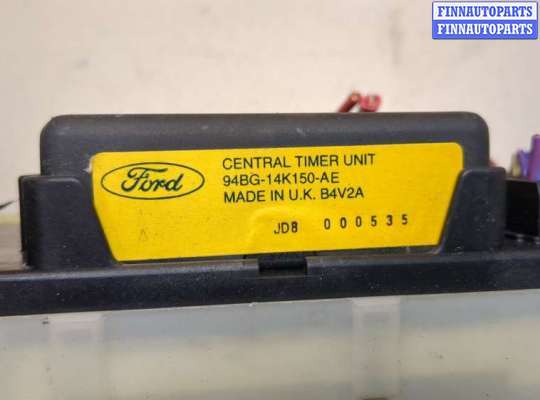 FINNAUTOPARTS
FINNAUTOPARTS
Ford
CENTRAL TIMER UNIT
94BG-14K150-AE
MADE IN U.K. B4V2A
JD8 000535